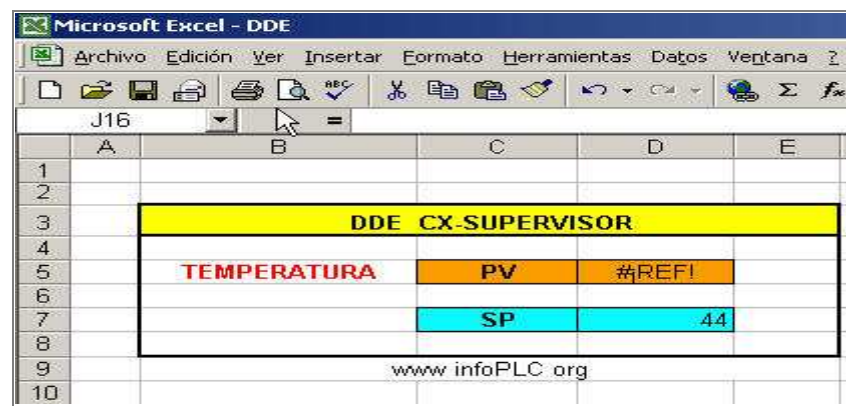 Microsoft Excel - DDE
Archivo Edición Ver Insertar Formato Herramientas Datos Ventana ?
ABC Σ
J16 =
A B C D E
1
2
3 DDE CX-SUPERVISOR
4
5 TEMPERATURA PV #¡REF!
6
7 SP 44
8
9 www infoPLC org
10